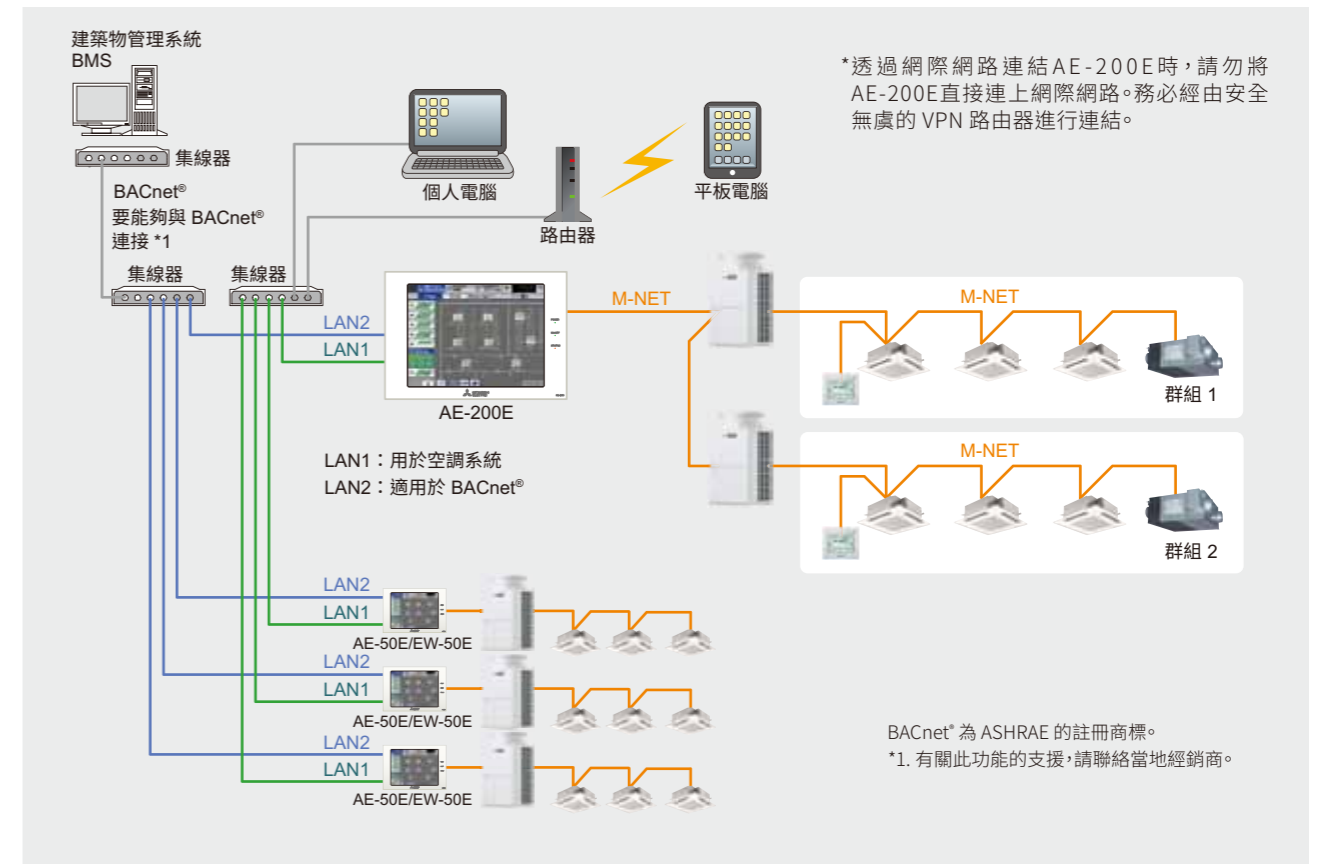 建築物管理系統
BMS
集線器
BACnet®
要能夠與 BACnet®
連接 *1
集線器
集線器
個人電腦
路由器
平板電腦
*透過網際網路連結AE-200E時,請勿將
AE-200E直接連上網際網路。務必經由安全
無虞的 VPN 路由器進行連結。
LAN2
LAN1
AE-200E
M-NET
M-NET
群組 1
M-NET
群組 2
LAN1:用於空調系統
LAN2:適用於 BACnet®
LAN2
LAN1
AE-50E/EW-50E
LAN2
LAN1
AE-50E/EW-50E
LAN2
LAN1
AE-50E/EW-50E
BACnet® 為 ASHRAE 的註冊商標。
*1. 有關此功能的支援,請聯絡當地經銷商。